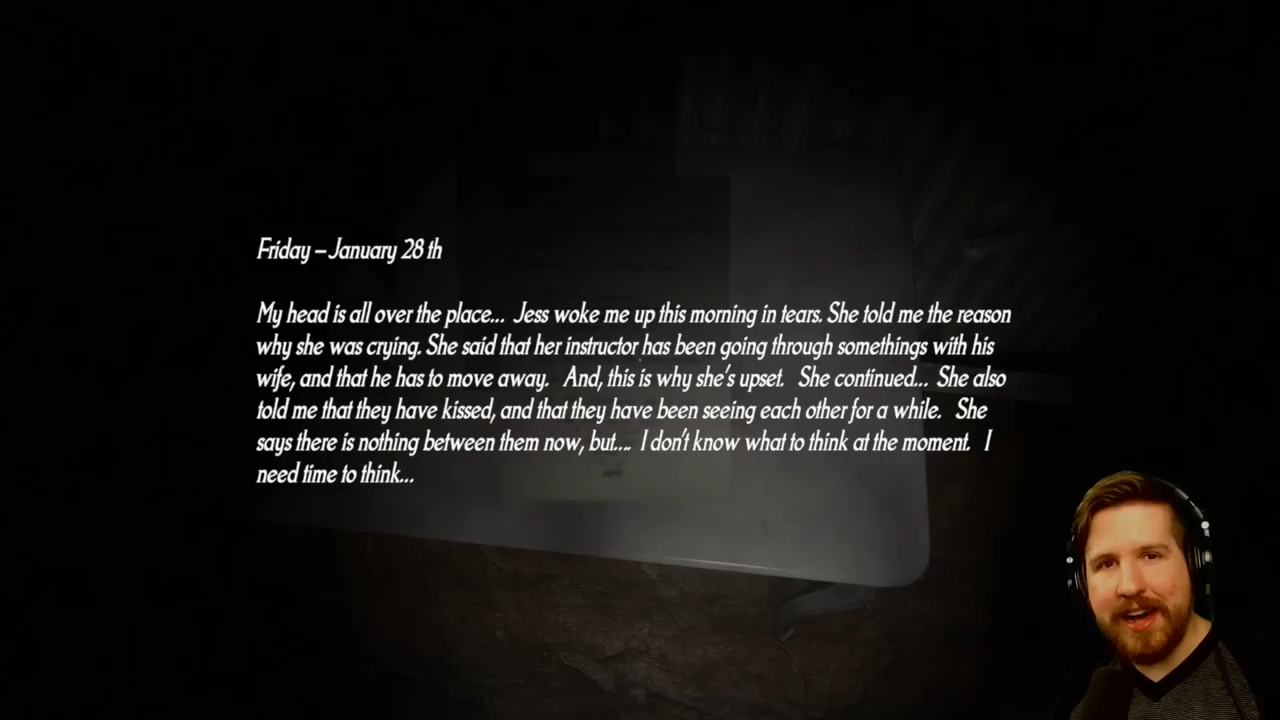 Friday – January 28 th
My head is all over the place... Jess woke me up this morning in tears. She told me the reason
why she was crying. She said that her instructor has been going through somethings with his
wife, and that he has to move away. And, this is why she's upset. She continued... She also
told me that they have kissed, and that they have been seeing each other for a while. She
says there is nothing between them now, but.... I don't know what to think at the moment. I
need time to think...